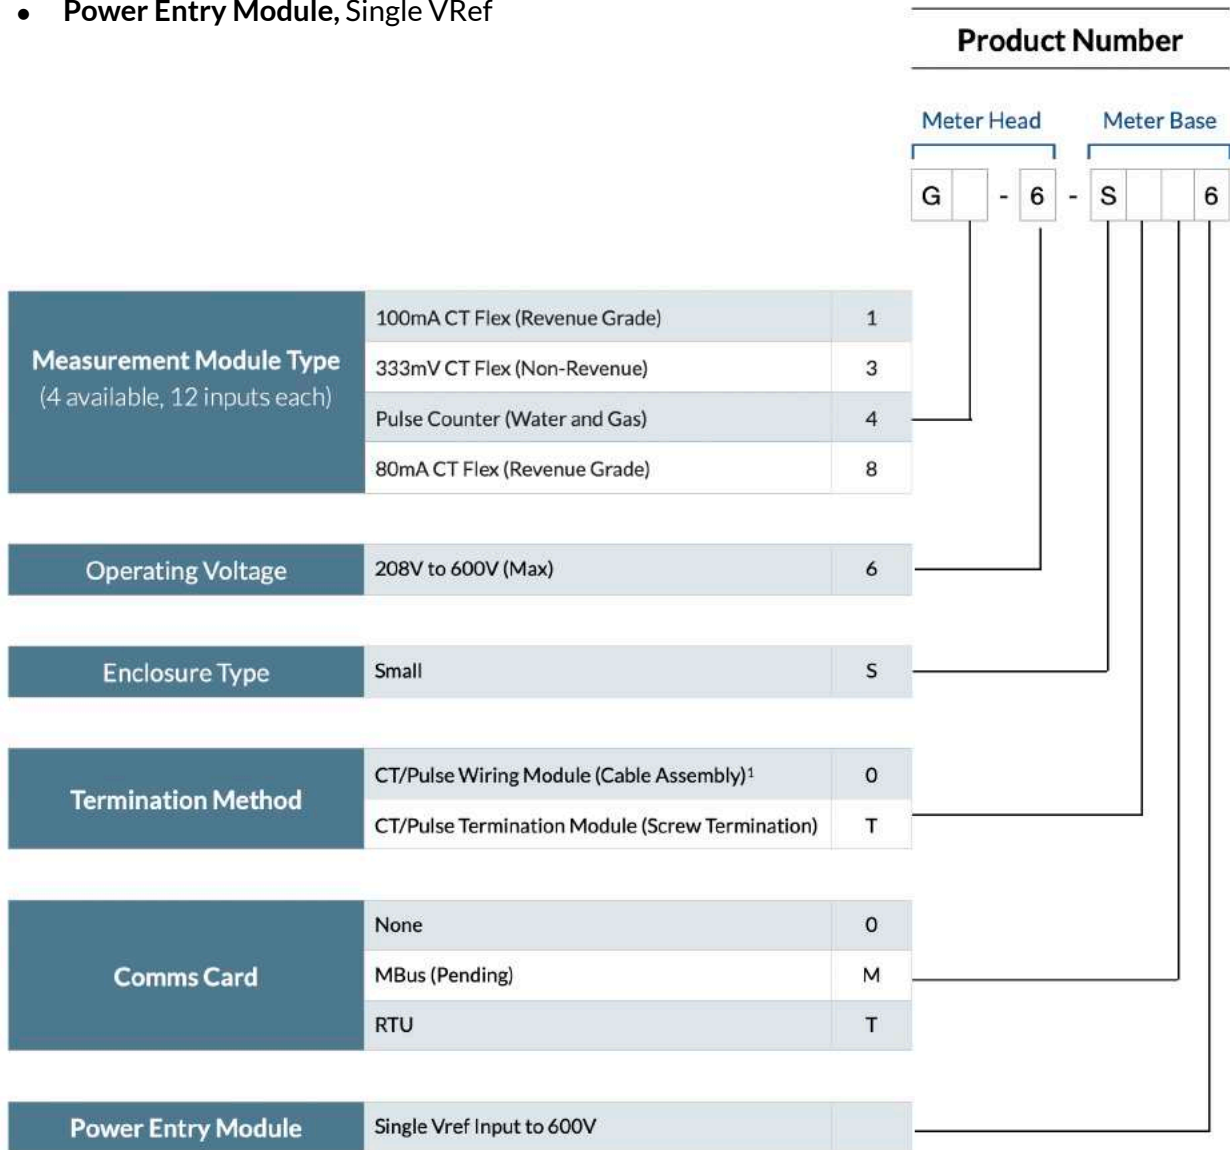 • Power Entry Module, Single VRef
Product Number
Meter Head Meter Base
G - 6 - S 6
100mA CT Flex (Revenue Grade) 1
Measurement Module Type
(4 available, 12 inputs each)
333mV CT Flex (Non-Revenue) 3
Pulse Counter (Water and Gas) 4
80mA CT Flex (Revenue Grade) 8
Operating Voltage 208V to 600V (Max) 6
Enclosure Type Small S
Termination Method
CT/Pulse Wiring Module (Cable Assembly)¹ 0
CT/Pulse Termination Module (Screw Termination) T
Comms Card
None 0
MBus (Pending) M
RTU T
Power Entry Module Single Vref Input to 600V